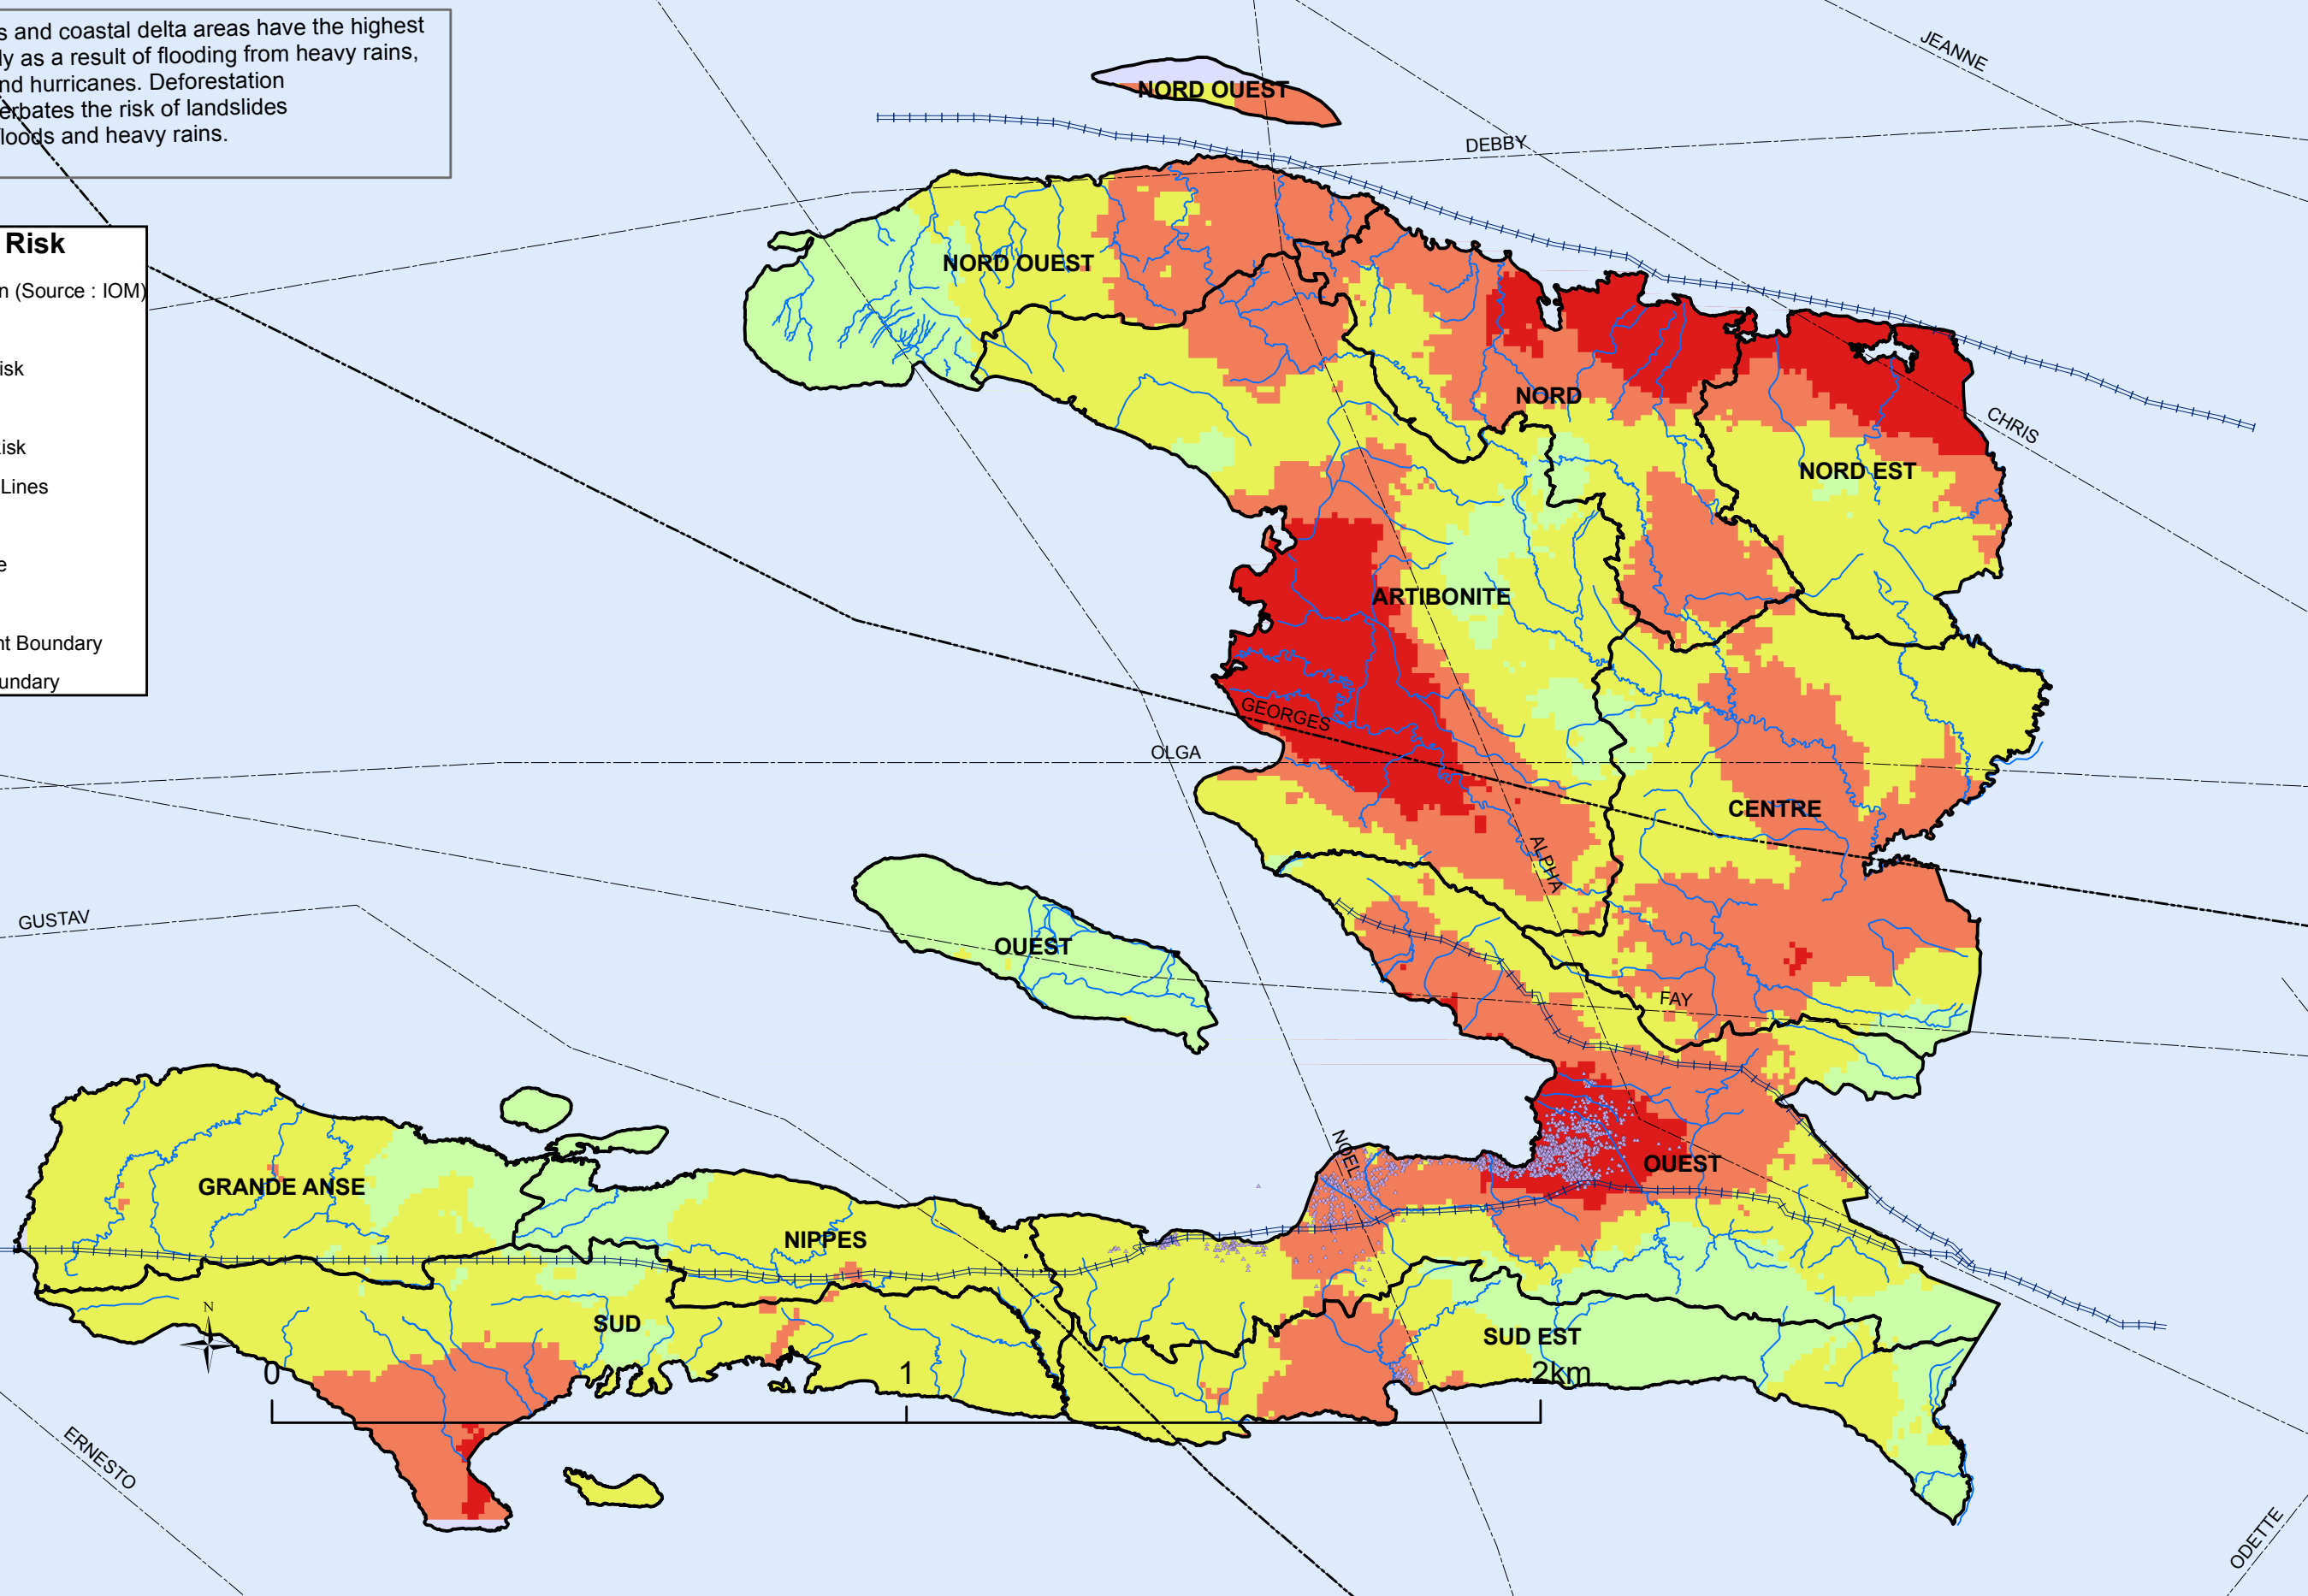 s and coastal delta areas have the highest
ly as a result of flooding from heavy rains,
nd hurricanes. Deforestation
erbates the risk of landslides
loods and heavy rains.
Risk
n (Source : IOM)
isk
isk
Lines
e
nt Boundary
undary
JEANNE
NORD OUEST
DEBBY
NORD OUEST
NORD
CHRIS
NORD EST
ARTIBONITE
GEORGES
OLGA
CENTRE
ALPHA
GUSTAV
OUEST
FAY
NOEL
OUEST
GRANDE ANSE
NIPPES
N
SUD
SUD EST
0 1 2km
ERNESTO
ODETTE